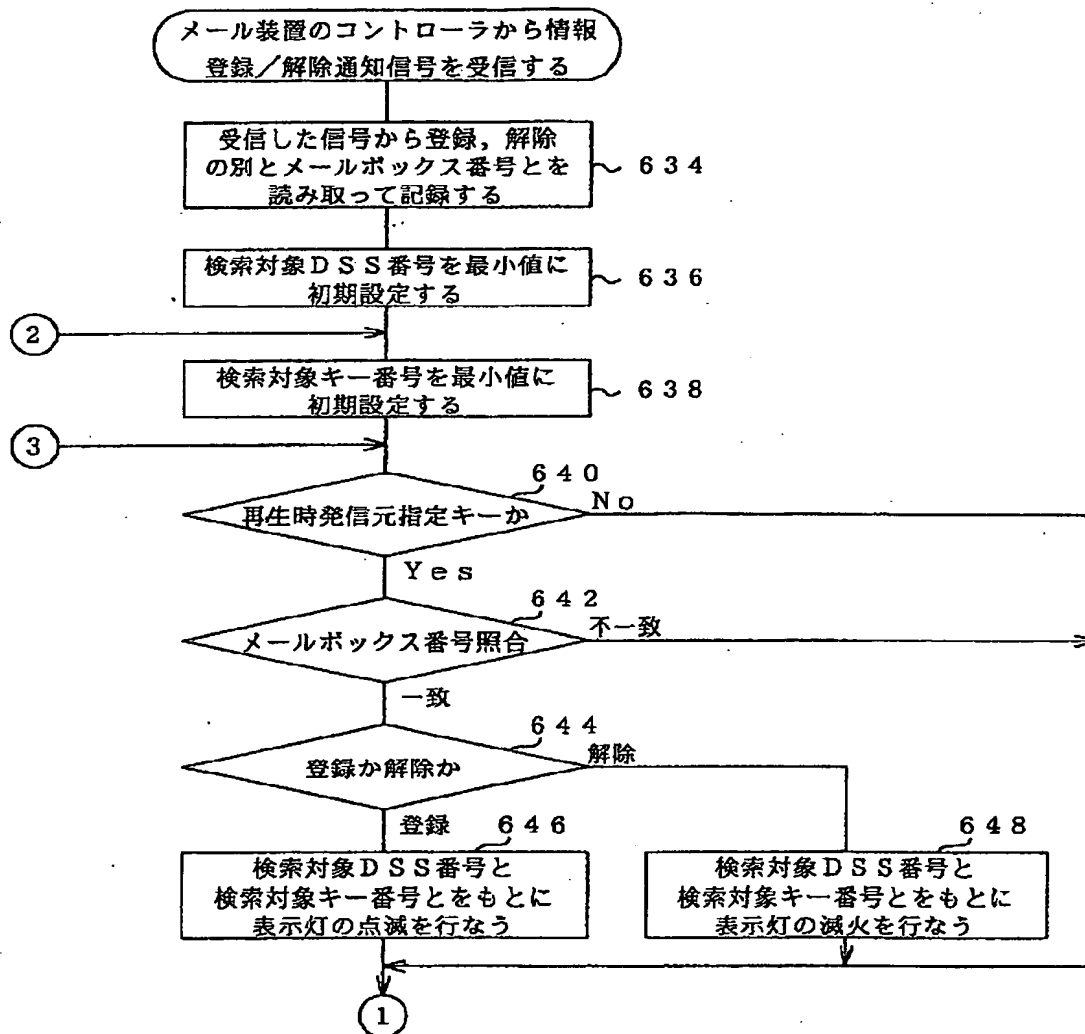 メール装置のコントローラから情報
登録／解除通知信号を受信する
受信した信号から登録，解除
の別とメールボックス番号とを
読み取って記録する
634
検索対象DSS番号を最小値に
初期設定する
636
2
検索対象キー番号を最小値に
初期設定する
638
3
640
再生時発信元指定キーか
No
Yes
642
メールボックス番号照合
不一致
一致
644
登録か解除か
解除
登録
646
648
検索対象DSS番号と
検索対象キー番号とをもとに
表示灯の点滅を行なう
検索対象DSS番号と
検索対象キー番号とをもとに
表示灯の滅火を行なう
1